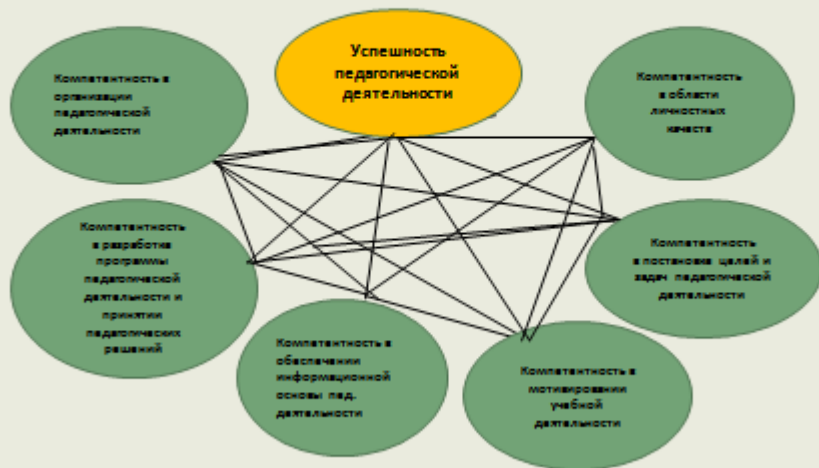 Успешность
педагогической
деятельности
Компетентность в
организации
педагогической
деятельности
Компетентность
в области
личностных
качеств
Компетентность
в разработке
программы
педагогической
деятельности и
принятии
педагогических
решений
Компетентность
в постановке целей и
задач педагогической
деятельности
Компетентность в
обеспечении
информационной
основы пед.
деятельности
Компетентность в
мотивировании
учебной
деятельности